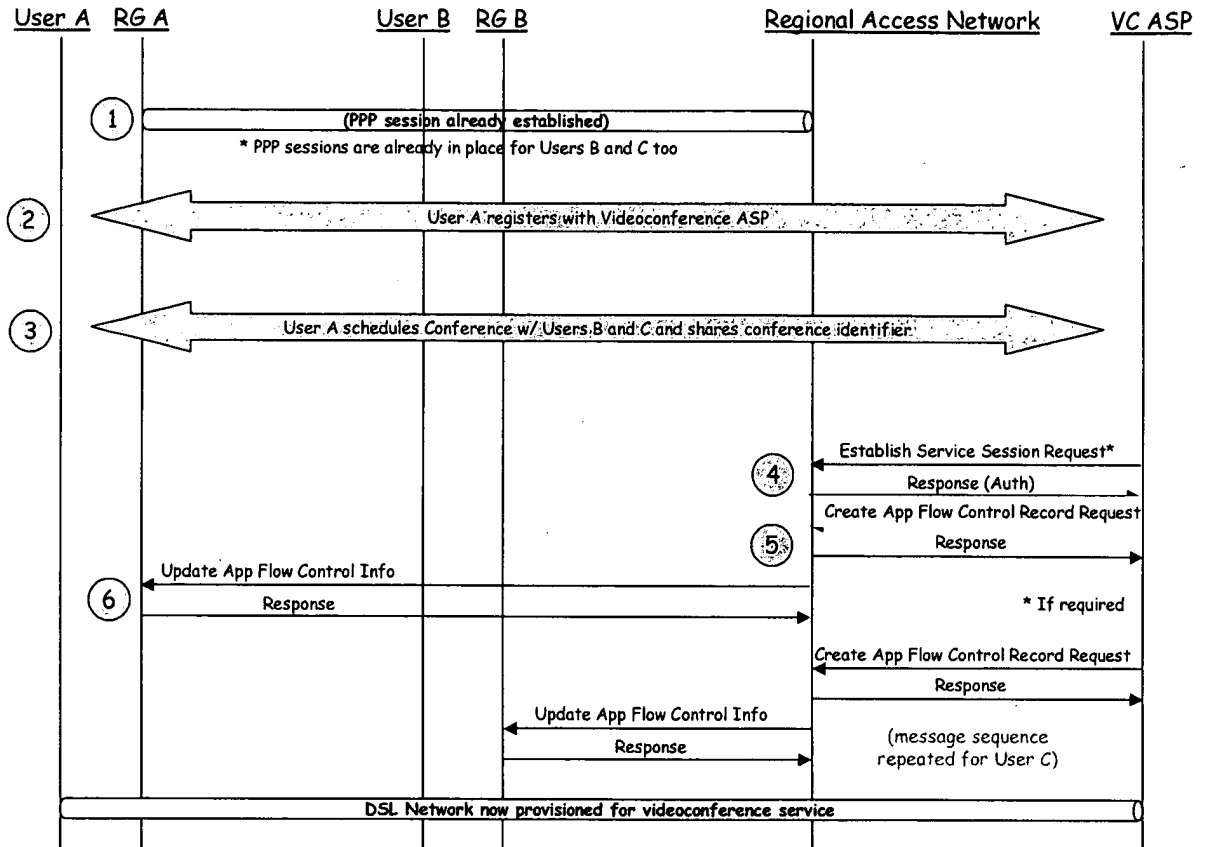 User A RG A User B RG B Regional Access Network VC ASP
1
(PPP session already established)
* PPP sessions are already in place for Users B and C too
2
User A registers with Videoconference ASP
3
User A schedules Conference w/ Users B and C and shares conference identifier
Establish Service Session Request*
4
Response (Auth)
Create App Flow Control Record Request
5
Response
Update App Flow Control Info
6
Response
* If required
Create App Flow Control Record Request
Response
Update App Flow Control Info
Response
(message sequence
repeated for User C)
DSL Network now provisioned for videoconference service